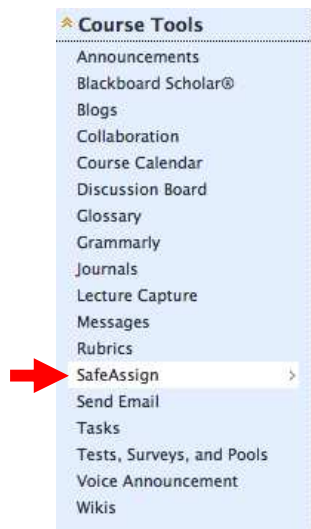 Course Tools
Announcements
Blackboard Scholar®
Blogs
Collaboration
Course Calendar
Discussion Board
Glossary
Grammarly
Journals
Lecture Capture
Messages
Rubrics
SafeAssign
Send Email
Tasks
Tests, Surveys, and Pools
Voice Announcement
Wikis